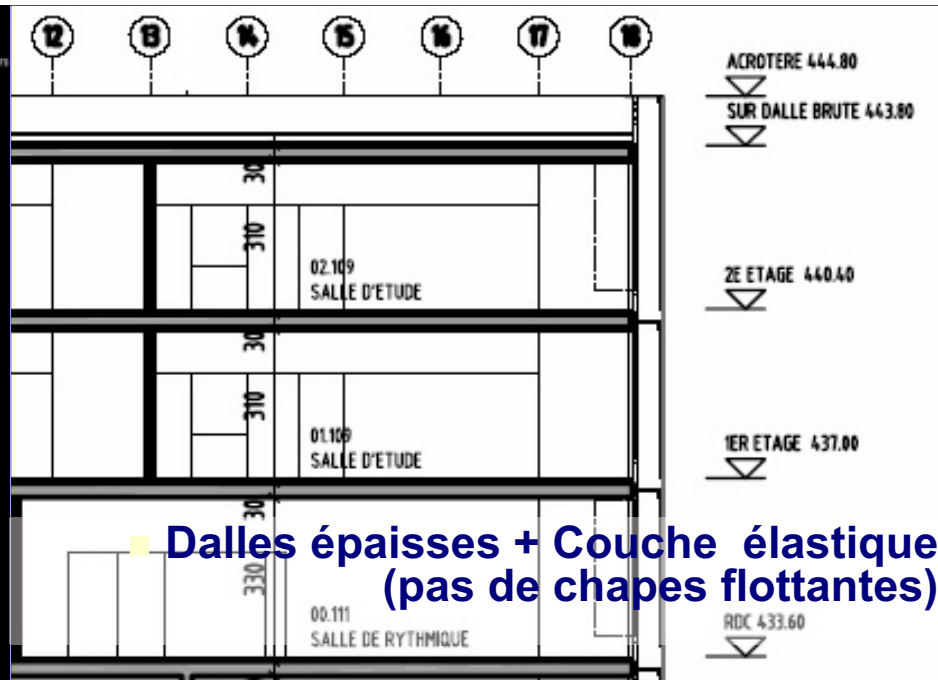 12 13 14 15 16 17 18
ACROTERE 444.80
SUR DALLE BRUTE 443.80
30
310
02.109
SALLE D'ETUDE
2E ETAGE 440.40
30
310
01.109
SALLE D'ETUDE
1ER ETAGE 437.00
30
Dalles épaisses + Couche élastique
(pas de chapes flottantes)
330
00.111
SALLE DE RYTHMIQUE
RDC 433.60